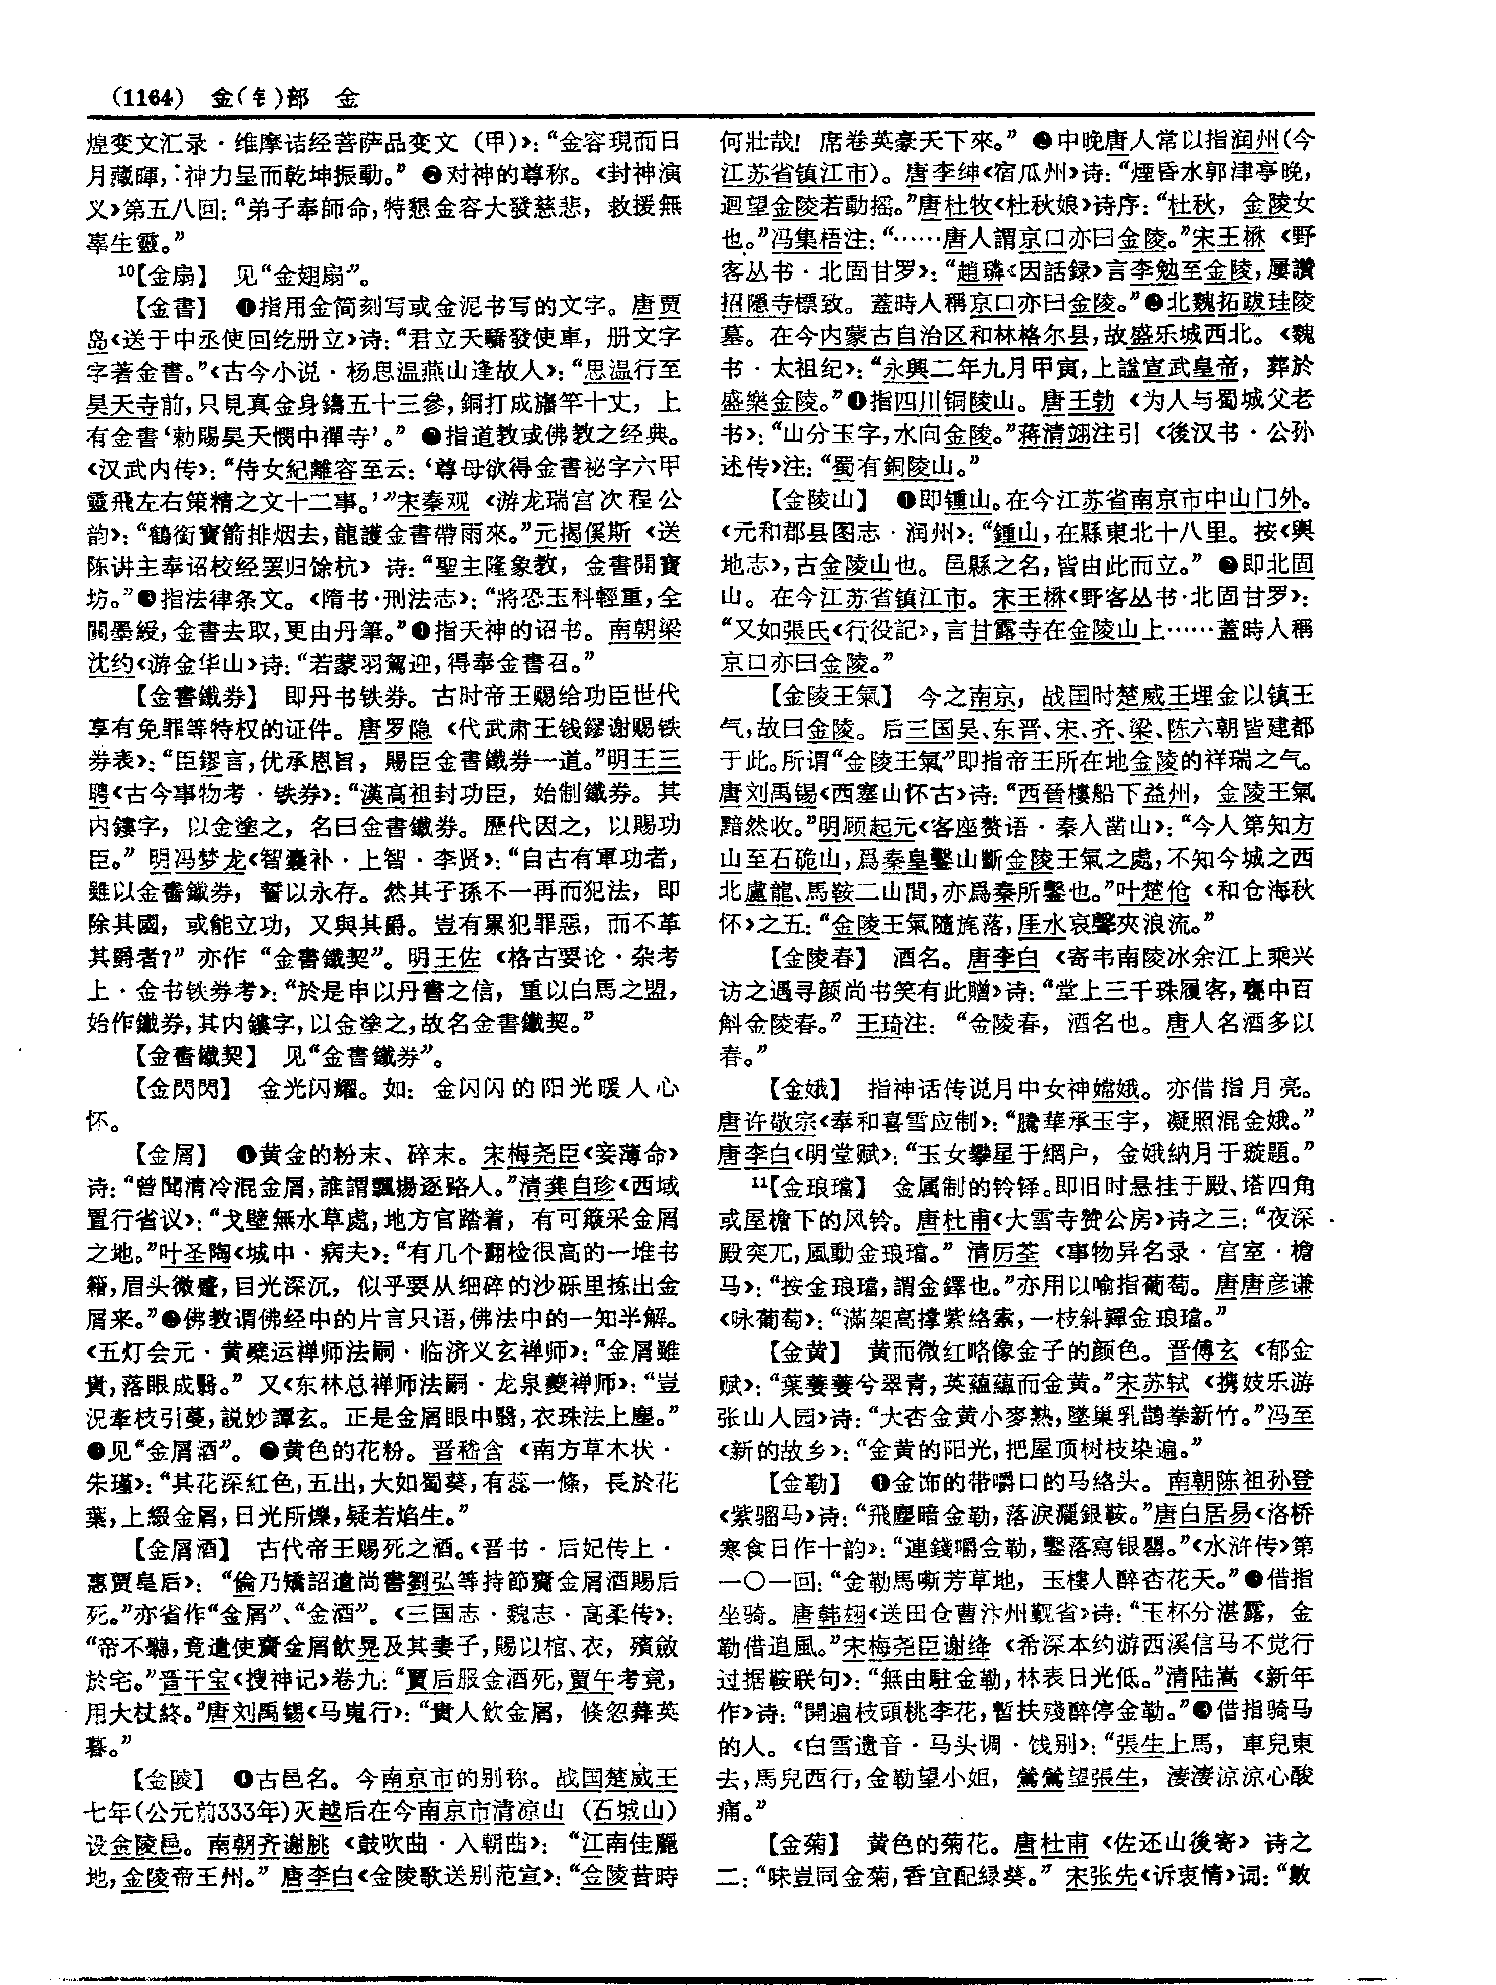 (1164) 金(钅)部 金
煌变文汇录·维摩诘经菩萨品变文（甲）》：“金容現而日
月藏暉，神力呈而乾坤振動。”❷对神的尊称。《封神演
义》第五八回：“弟子奉師命，特懇金容大發慈悲，救援無
辜生靈。”
10【金扇】 见“金翅扇”。
【金書】 ❶指用金简刻写或金泥书写的文字。唐贾
岛《送于中丞使回纥册立》诗：“君立天驕發使車，册文字
字著金書。”《古今小说·杨思温燕山逢故人》：“思温行至
昊天寺前，只見真金身鑄五十三參，銅打成旛竿十丈，上
有金書‘勅賜昊天憫中禪寺’。”❷指道教或佛教之经典。
《汉武内传》：“侍女紀離容至云：‘尊母欲得金書祕字六甲
靈飛左右策精之文十二事。’”宋秦观《游龙瑞宫次程公
韵》：“鶴銜寶箭排烟去，龍護金書帶雨來。”元揭傒斯《送
陈讲主奉诏校经罢归馀杭》诗：“聖主隆象教，金書開寶
坊。”❸指法律条文。《隋书·刑法志》：“將恐玉科輕重，全
關墨綬，金書去取，更由丹筆。”❹指天神的诏书。南朝梁
沈约《游金华山》诗：“若蒙羽駕迎，得奉金書召。”
【金書鐵券】 即丹书铁券。古时帝王赐给功臣世代
享有免罪等特权的证件。唐罗隐《代武肃王钱鏐谢赐铁
券表》：“臣鏐言，优承恩旨，賜臣金書鐵券一道。”明王三
聘《古今事物考·铁券》：“漢高祖封功臣，始制鐵券。其
内鏤字，以金塗之，名曰金書鐵券。歷代因之，以賜功
臣。”明冯梦龙《智囊补·上智·李贤》：“自古有軍功者，
雖以金書鐵券，誓以永存。然其子孫不一再而犯法，即
除其國，或能立功，又與其爵。豈有累犯罪惡，而不革
其爵者？”亦作“金書鐵契”。明王佐《格古要论·杂考
上·金书铁券考》：“於是申以丹書之信，重以白馬之盟，
始作鐵券，其内鏤字，以金塗之，故名金書鐵契。”
【金書鐵契】 见“金書鐵券”。
【金閃閃】 金光闪耀。如：金闪闪的阳光暖人心
怀。
【金屑】 ❶黄金的粉末、碎末。宋梅尧臣《妾薄命》
诗：“曾聞清泠混金屑，誰謂飄揚逐路人。”清龚自珍《西域
置行省议》：“戈壁無水草處，地方官踏着，有可簸采金屑
之地。”叶圣陶《城中·病夫》：“有几个翻检很高的一堆书
籍，眉头微蹙，目光深沉，似乎要从细碎的沙砾里拣出金
屑来。”❷佛教谓佛经中的片言只语，佛法中的一知半解。
《五灯会元·黄檗运禅师法嗣·临济义玄禅师》：“金屑雖
貴，落眼成翳。”又《东林总禅师法嗣·龙泉夔禅师》：“豈
況牽枝引蔓，説妙譚玄。正是金屑眼中翳，衣珠法上塵。”
❸见“金屑酒”。❹黄色的花粉。晋嵇含《南方草木状·
朱瑾》：“其花深紅色，五出，大如蜀葵，有蕊一條，長於花
葉，上綴金屑，日光所爍，疑若焰生。”
【金屑酒】 古代帝王赐死之酒。《晋书·后妃传上·
惠贾皇后》：“倫乃矯詔遣尚書劉弘等持節齎金屑酒賜后
死。”亦省作“金屑”、“金酒”。《三国志·魏志·高柔传》：
“帝不聽，竟遣使齎金屑飲晃及其妻子，賜以棺、衣，殯斂
於宅。”晋干宝《搜神记》卷九：“賈后服金酒死，賈午考竟，
用大杖終。”唐刘禹锡《马嵬行》：“貴人飲金屑，倏忽蕣英
暮。”
【金陵】 ❶古邑名。今南京市的别称。战国楚威王
七年(公元前333年)灭越后在今南京市清凉山（石城山）
设金陵邑。南朝齐谢朓《鼓吹曲·入朝曲》：“江南佳麗
地，金陵帝王州。”唐李白《金陵歌送别范宣》：“金陵昔時
何壯哉！席卷英豪天下來。”❷中晚唐人常以指润州(今
江苏省镇江市)。唐李绅《宿瓜州》诗：“煙昏水郭津亭晚，
迴望金陵若動摇。”唐杜牧《杜秋娘》诗序：“杜秋，金陵女
也。”冯集梧注：“……唐人謂京口亦曰金陵。”宋王楙《野
客丛书·北固甘罗》：“趙璘《因話録》言李勉至金陵，屢讚
招隱寺標致。蓋時人稱京口亦曰金陵。”❸北魏拓跋珪陵
墓。在今内蒙古自治区和林格尔县，故盛乐城西北。《魏
书·太祖纪》：“永興二年九月甲寅，上諡宣武皇帝，葬於
盛樂金陵。”❹指四川铜陵山。唐王勃《为人与蜀城父老
书》：“山分玉字，水向金陵。”蒋清翊注引《後汉书·公孙
述传》注：“蜀有銅陵山。”
【金陵山】 ❶即锺山。在今江苏省南京市中山门外。
《元和郡县图志·润州》：“鍾山，在縣東北十八里。按《輿
地志》，古金陵山也。邑縣之名，皆由此而立。”❷即北固
山。在今江苏省镇江市。宋王楙《野客丛书·北固甘罗》：
“又如張氏《行役記》，言甘露寺在金陵山上……蓋時人稱
京口亦曰金陵。”
【金陵王氣】 今之南京，战国时楚威王埋金以镇王
气，故曰金陵。后三国吴、东晋、宋、齐、梁、陈六朝皆建都
于此。所谓“金陵王氣”即指帝王所在地金陵的祥瑞之气。
唐刘禹锡《西塞山怀古》诗：“西晉樓船下益州，金陵王氣
黯然收。”明顾起元《客座赘语·秦人凿山》：“今人第知方
山至石硊山，爲秦皇鑿山斷金陵王氣之處，不知今城之西
北盧龍、馬鞍二山間，亦爲秦所鑿也。”叶楚伧《和仓海秋
怀》之五：“金陵王氣隨旄落，厓水哀聲夾浪流。”
【金陵春】 酒名。唐李白《寄韦南陵冰余江上乘兴
访之遇寻颜尚书笑有此赠》诗：“堂上三千珠履客，甕中百
斛金陵春。”王琦注：“金陵春，酒名也。唐人名酒多以
春。”
【金娥】 指神话传说月中女神嫦娥。亦借指月亮。
唐许敬宗《奉和喜雪应制》：“騰華承玉宇，凝照混金娥。”
唐李白《明堂赋》：“玉女攀星于網户，金娥納月于璇題。”
11【金琅璫】 金属制的铃铎。即旧时悬挂于殿、塔四角
或屋檐下的风铃。唐杜甫《大雪寺赞公房》诗之三：“夜深
殿突兀，風動金琅璫。”清厉荃《事物异名录·宫室·檐
马》：“按金琅璫，謂金鐸也。”亦用以喻指葡萄。唐唐彦谦
《咏葡萄》：“滿架高撑紫絡索，一枝斜嚲金琅璫。”
【金黄】 黄而微红略像金子的颜色。晋傅玄《郁金
赋》：“葉萋萋兮翠青，英蘊蘊而金黄。”宋苏轼《携妓乐游
张山人园》诗：“大杏金黄小麥熟，墮巢乳鵲拳新竹。”冯至
《新的故乡》：“金黄的阳光，把屋顶树枝染遍。”
【金勒】 ❶金饰的带嚼口的马络头。南朝陈祖孙登
《紫骝马》诗：“飛塵暗金勒，落淚灑銀鞍。”唐白居易《洛桥
寒食日作十韵》：“連錢嚼金勒，鑿落寫银罌。”《水浒传》第
一〇一回：“金勒馬嘶芳草地，玉樓人醉杏花天。”❷借指
坐骑。唐韩翃《送田仓曹汴州觐省》诗：“玉杯分湛露，金
勒借追風。”宋梅尧臣谢绛《希深本约游西溪信马不觉行
过据鞍联句》：“無由駐金勒，林表日光低。”清陆嵩《新年
作》诗：“開遍枝頭桃李花，暫扶殘醉停金勒。”❸借指骑马
的人。《白雪遗音·马头调·饯别》：“張生上馬，車兒東
去，馬兒西行，金勒望小姐，鶯鶯望張生，淒淒涼涼心酸
痛。”
【金菊】 黄色的菊花。唐杜甫《佐还山後寄》诗之
二：“味豈同金菊，香宜配緑葵。”宋张先《诉衷情》词：“數